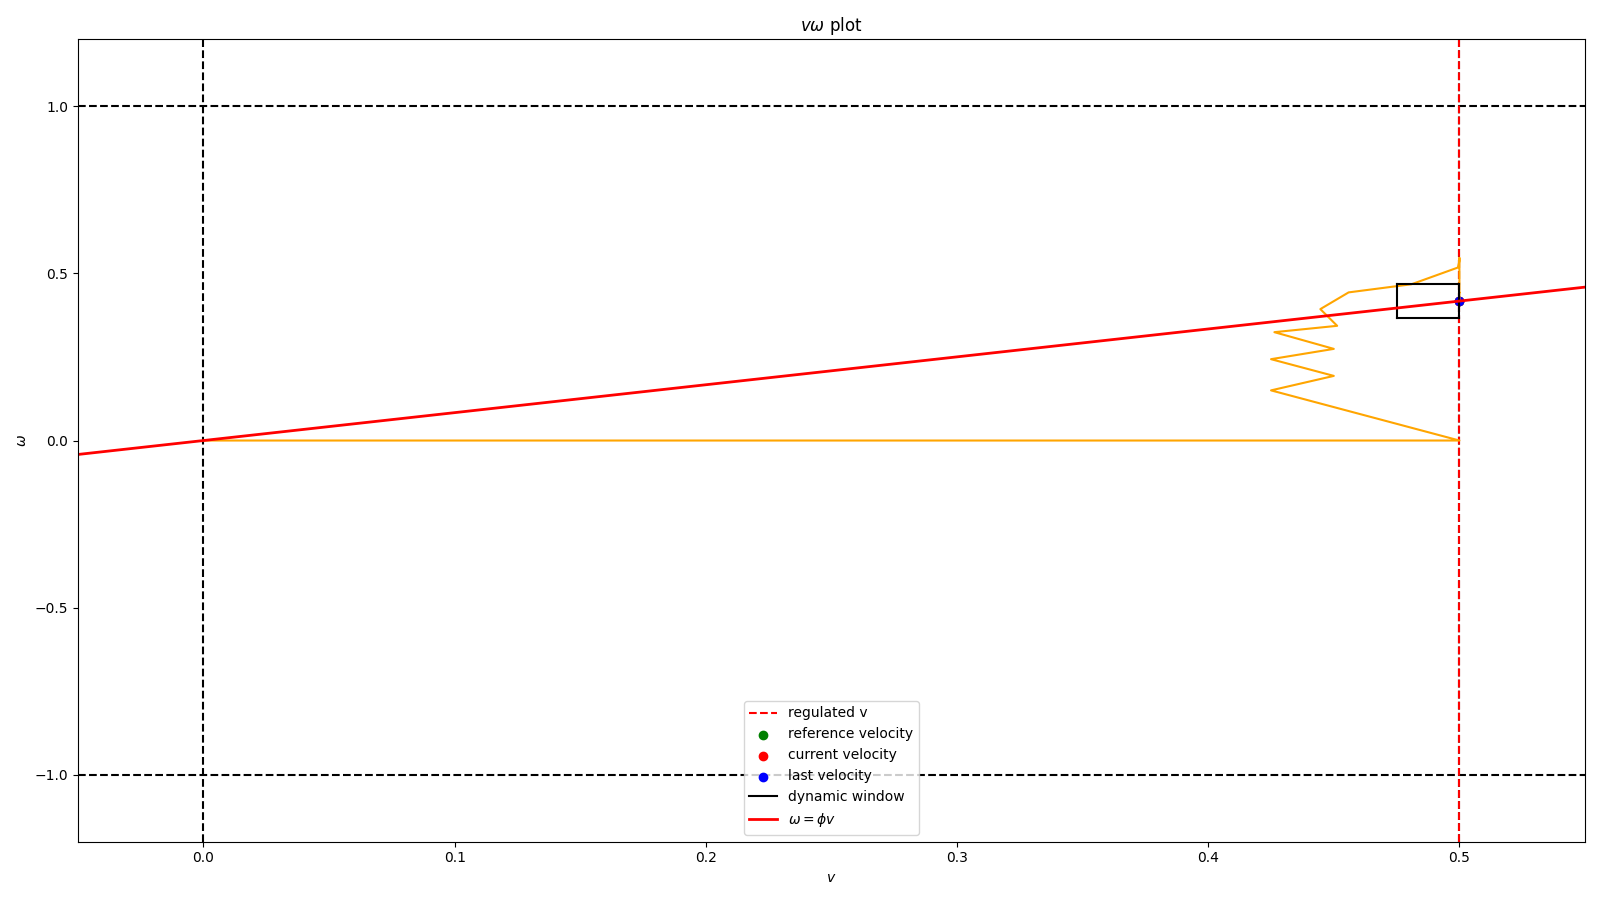 vω plot
1.0
0.5
0.0
−0.5
−1.0
ω
regulated v
reference velocity
current velocity
last velocity
dynamic window
ω = ϕv
0.0 0.1 0.2 0.3 0.4 0.5
v